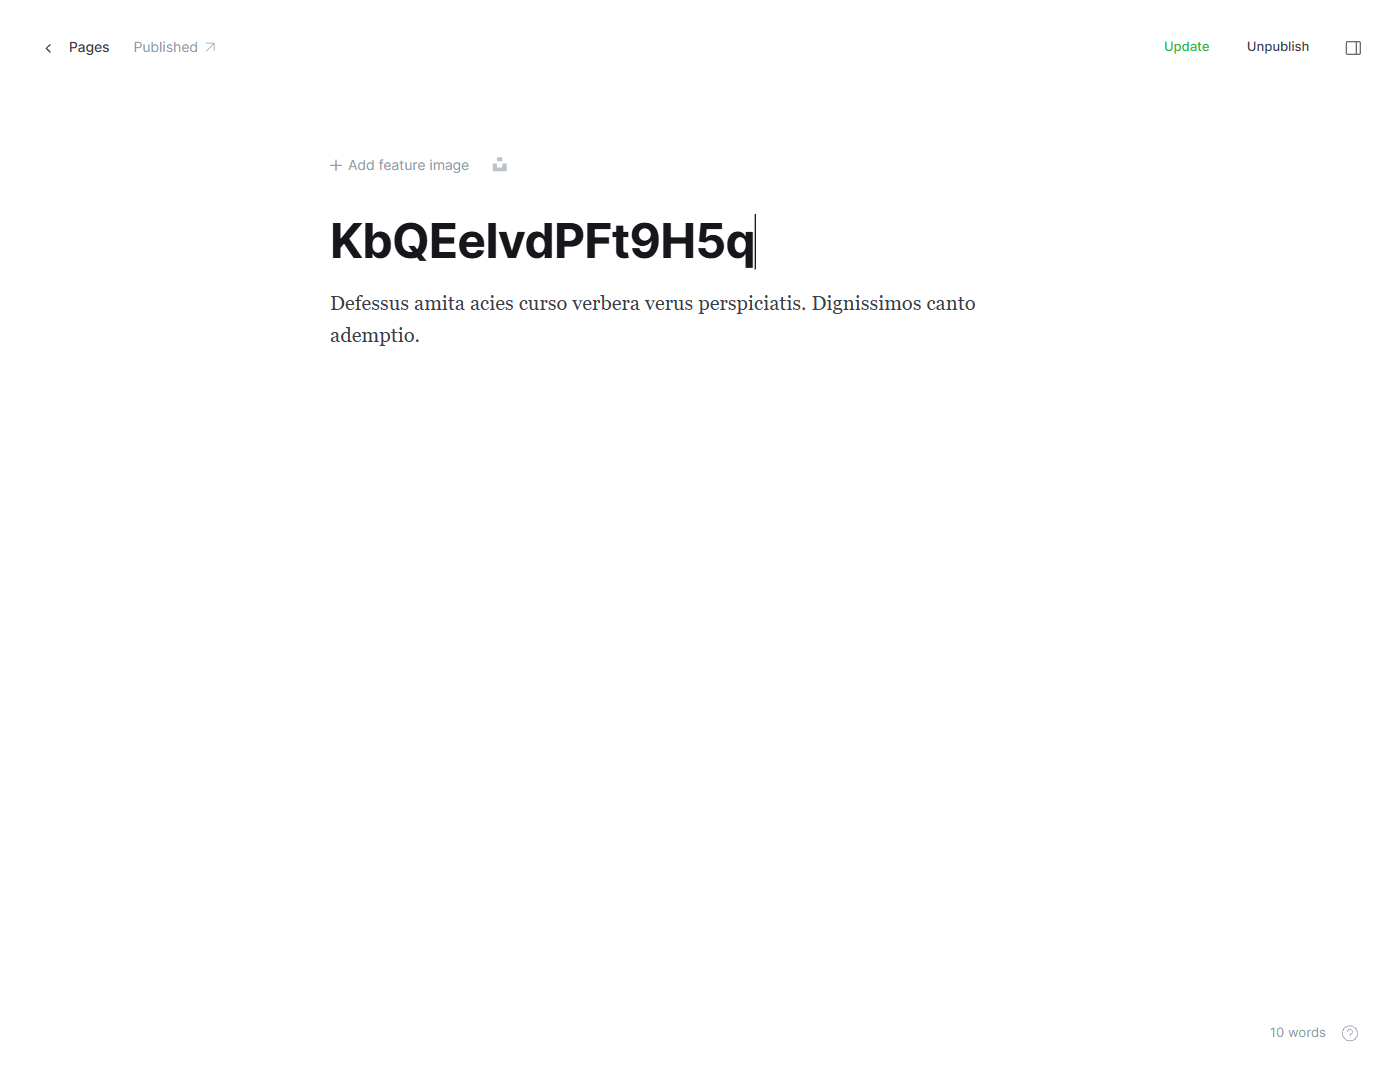 Pages Published
Update Unpublish
Add feature image
KbQEelvdPFt9H5q
Defessus amita acies curso verbera verus perspiciatis. Dignissimos canto
ademptio.
10 words